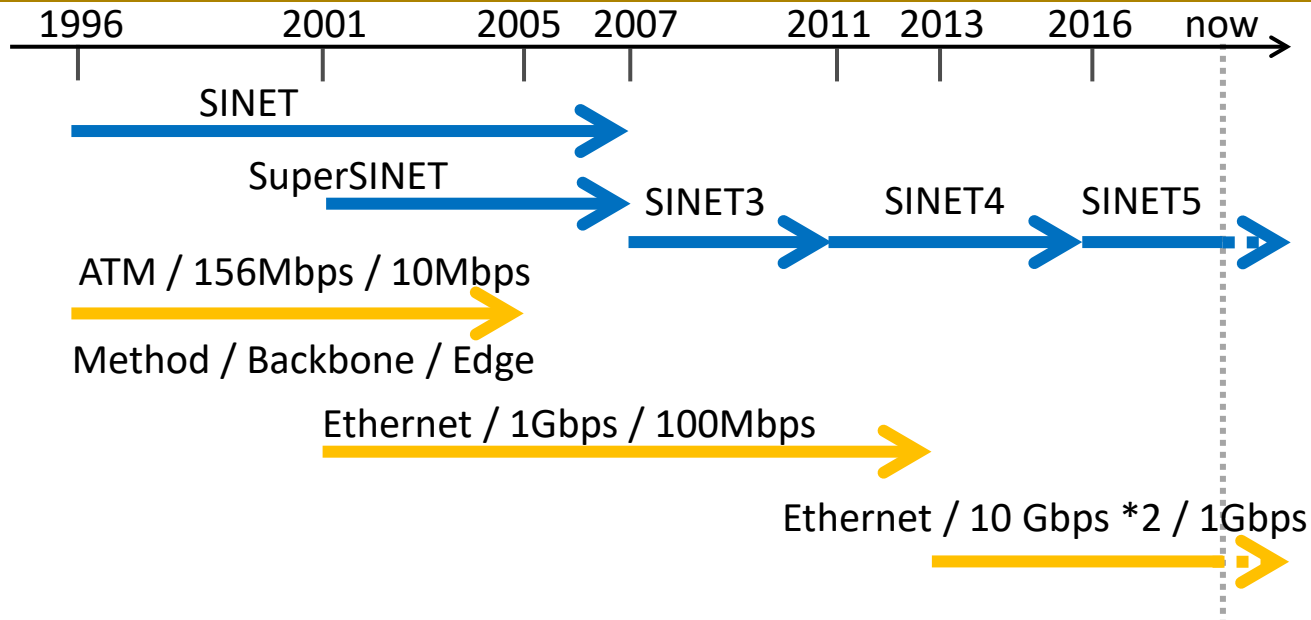 1996 2001 2005 2007 2011 2013 2016 now
SINET
SuperSINET
SINET3 SINET4 SINET5
ATM / 156Mbps / 10Mbps
Method / Backbone / Edge
Ethernet / 1Gbps / 100Mbps
Ethernet / 10 Gbps *2 / 1Gbps